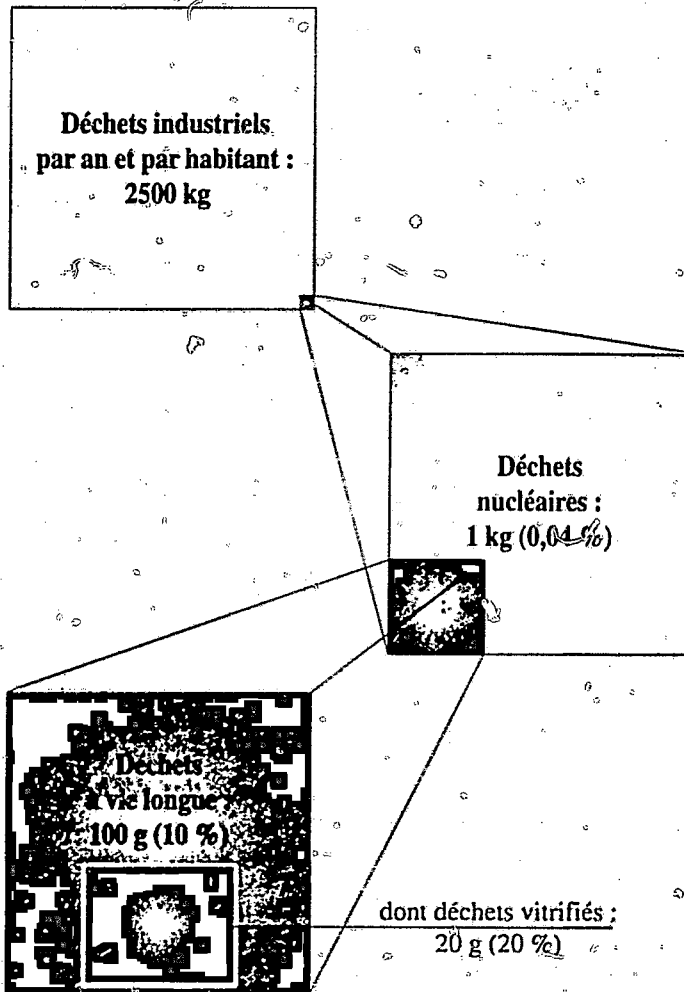 Déchets industriels
par an et par habitant :
2500 kg
Déchets
nucléaires :
1 kg (0,04 %)
Déchets
à vie longue :
100 g (10 %)
dont déchets vitrifiés :
20 g (20 %)